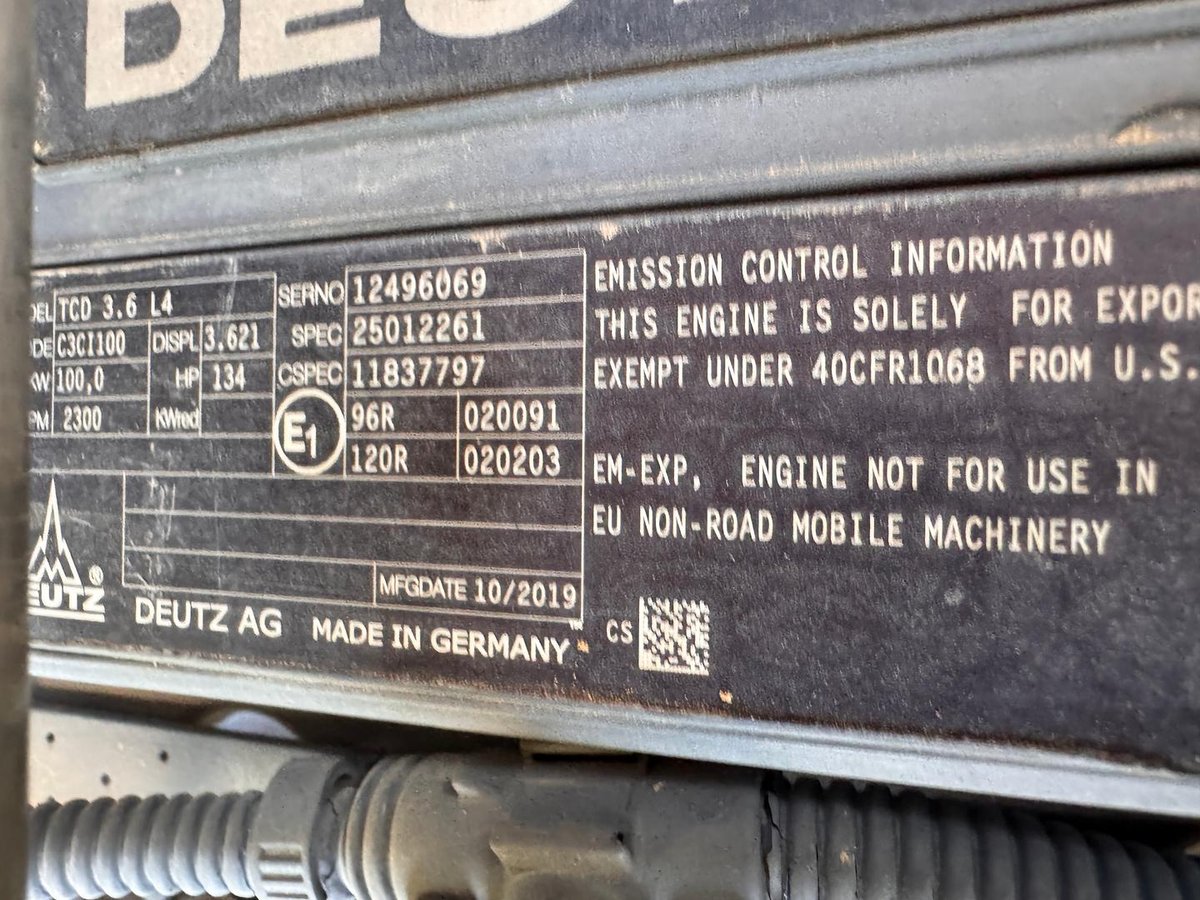 DEUTZ
DEL TCD 3.6 L4
DE C3CI100 DISPL 3.621
KW 100,0 HP 134
PM 2300 KWred
SERNO 12496069
SPEC 25012261
CSPEC 11837797
E1 96R 020091
120R 020203
MFGDATE 10/2019
DEUTZ
DEUTZ AG MADE IN GERMANY
EMISSION CONTROL INFORMATION
THIS ENGINE IS SOLELY FOR EXPOR
EXEMPT UNDER 40CFR1068 FROM U.S.
EM-EXP, ENGINE NOT FOR USE IN
EU NON-ROAD MOBILE MACHINERY
CS